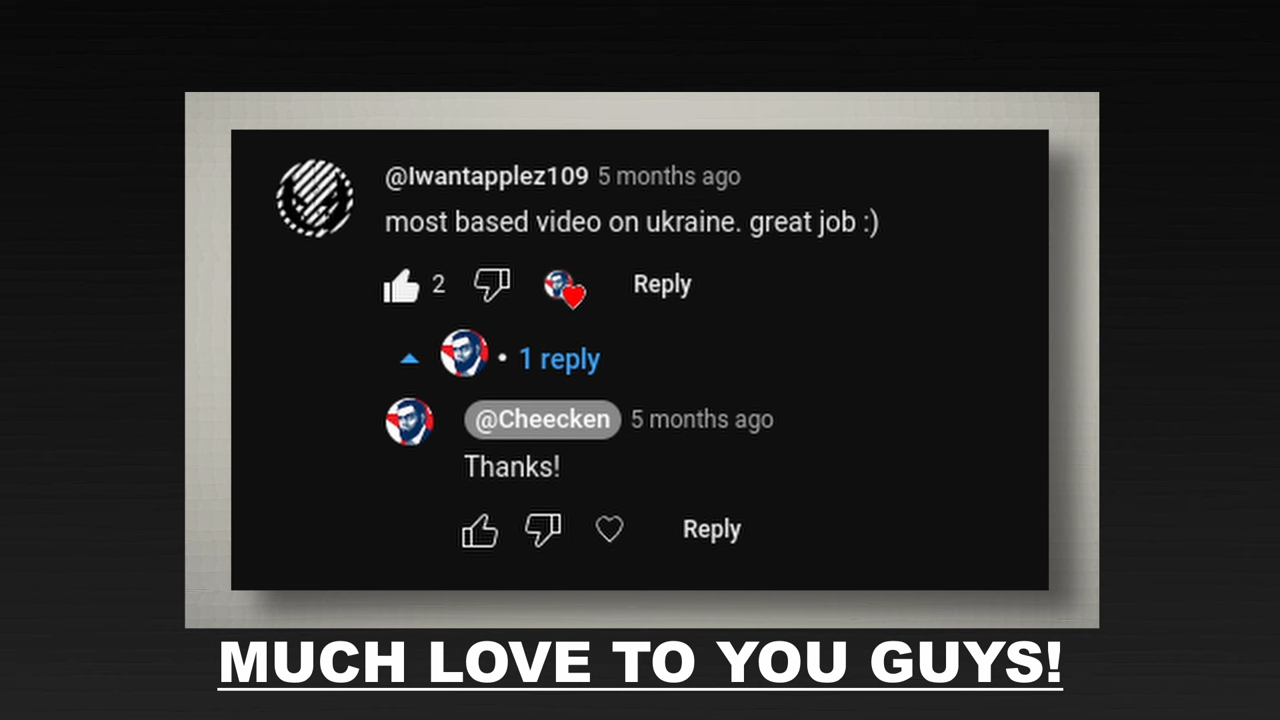 @Iwantapplez109 5 months ago
most based video on ukraine. great job :)
2 Reply
• 1 reply
@Cheecken 5 months ago
Thanks!
Reply
MUCH LOVE TO YOU GUYS!